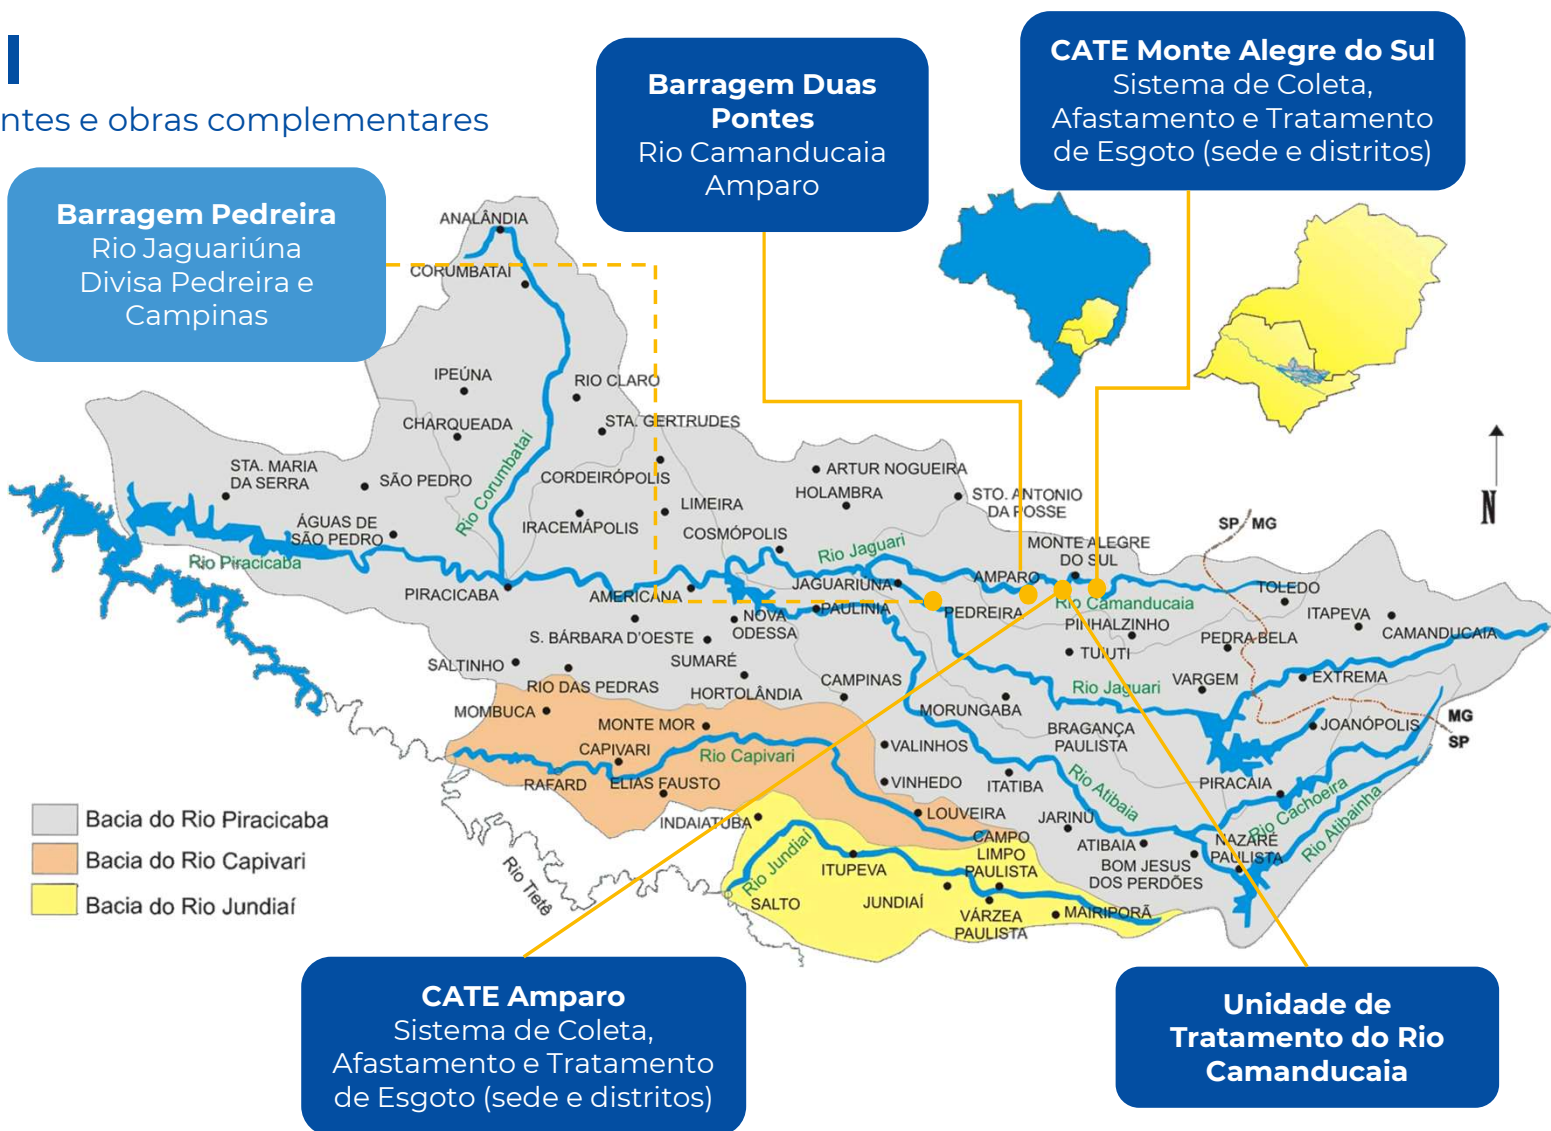 ntes e obras complementares
Barragem Pedreira
Rio Jaguariúna
Divisa Pedreira e
Campinas
Barragem Duas
Pontes
Rio Camanducaia
Amparo
CATE Monte Alegre do Sul
Sistema de Coleta,
Afastamento e Tratamento
de Esgoto (sede e distritos)
ANALÂNDIA
CORUMBATAÍ
IPEÚNA
RIO CLARO
CHARQUEADA
STA. GERTRUDES
Rio Corumbataí
STA. MARIA
DA SERRA
SÃO PEDRO
CORDEIRÓPOLIS
LIMEIRA
IRACEMÁPOLIS
ÁGUAS DE
SÃO PEDRO
Rio Piracicaba
PIRACICABA
ARTUR NOGUEIRA
HOLAMBRA
STO. ANTONIO
DA POSSE
COSMÓPOLIS
Rio Jaguari
JAGUARIÚNA
AMERICANA
PAULÍNIA
NOVA
ODESSA
S. BÁRBARA D'OESTE
SUMARÉ
HORTOLÂNDIA
CAMPINAS
SALTINHO
RIO DAS PEDRAS
MOMBUCA
MONTE MOR
CAPIVARI
Rio Capivari
RAFARD
ELIAS FAUSTO
INDAIATUBA
N
SP / MG
MONTE ALEGRE
DO SUL
AMPARO
PEDREIRA
Rio Camanducaia
PINHALZINHO
TUIUTI
TOLEDO
ITAPEVA
CAMANDUCAIA
PEDRA BELA
VARGEM
EXTREMA
Rio Jaguari
MORUNGABA
BRAGANÇA
PAULISTA
JOANÓPOLIS
MG
SP
VALINHOS
VINHEDO
ITATIBA
Rio Atibaia
PIRACAIA
Rio Cachoeira
Rio Atibainha
LOUVEIRA
JARINÚ
ATIBAIA
NAZARÉ
PAULISTA
BOM JESUS
DOS PERDÕES
CAMPO
LIMPO
PAULISTA
Rio Jundiaí
ITUPEVA
SALTO
JUNDIAÍ
VÁRZEA
PAULISTA
MAIRIPORÃ
Rio Tietê
Bacia do Rio Piracicaba
Bacia do Rio Capivari
Bacia do Rio Jundiaí
CATE Amparo
Sistema de Coleta,
Afastamento e Tratamento
de Esgoto (sede e distritos)
Unidade de
Tratamento do Rio
Camanducaia